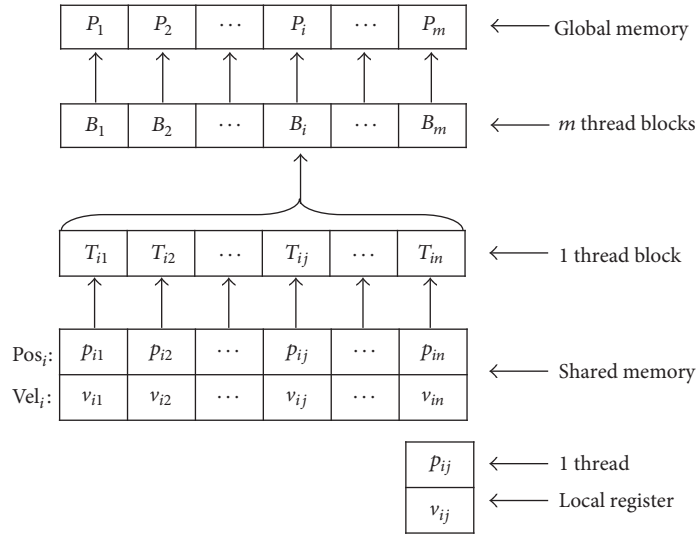 P₁ P₂ ⋯ Pᵢ ⋯ Pₘ Global memory
B₁ B₂ ⋯ Bᵢ ⋯ Bₘ m thread blocks
Tᵢ₁ Tᵢ₂ ⋯ Tᵢⱼ ⋯ Tᵢₙ 1 thread block
Posᵢ: pᵢ₁ pᵢ₂ ⋯ pᵢⱼ ⋯ pᵢₙ
Shared memory
Velᵢ: vᵢ₁ vᵢ₂ ⋯ vᵢⱼ ⋯ vᵢₙ
pᵢⱼ 1 thread
Local register
vᵢⱼ